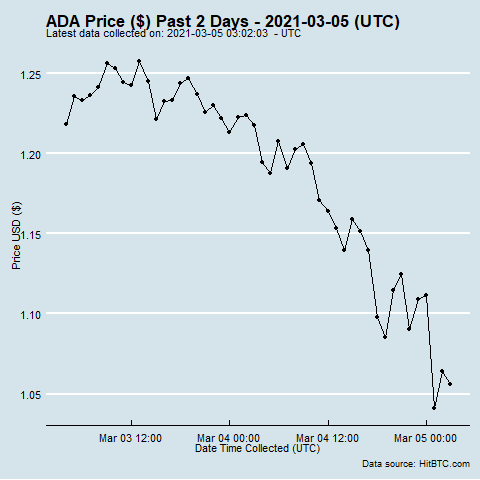 ADA Price ($) Past 2 Days - 2021-03-05 (UTC)
Latest data collected on: 2021-03-05 03:02:03  - UTC
1.25
1.20
1.15
1.10
1.05
Price USD ($)
Mar 03 12:00 Mar 04 00:00 Mar 04 12:00 Mar 05 00:00
Date Time Collected (UTC)
Data source: HitBTC.com